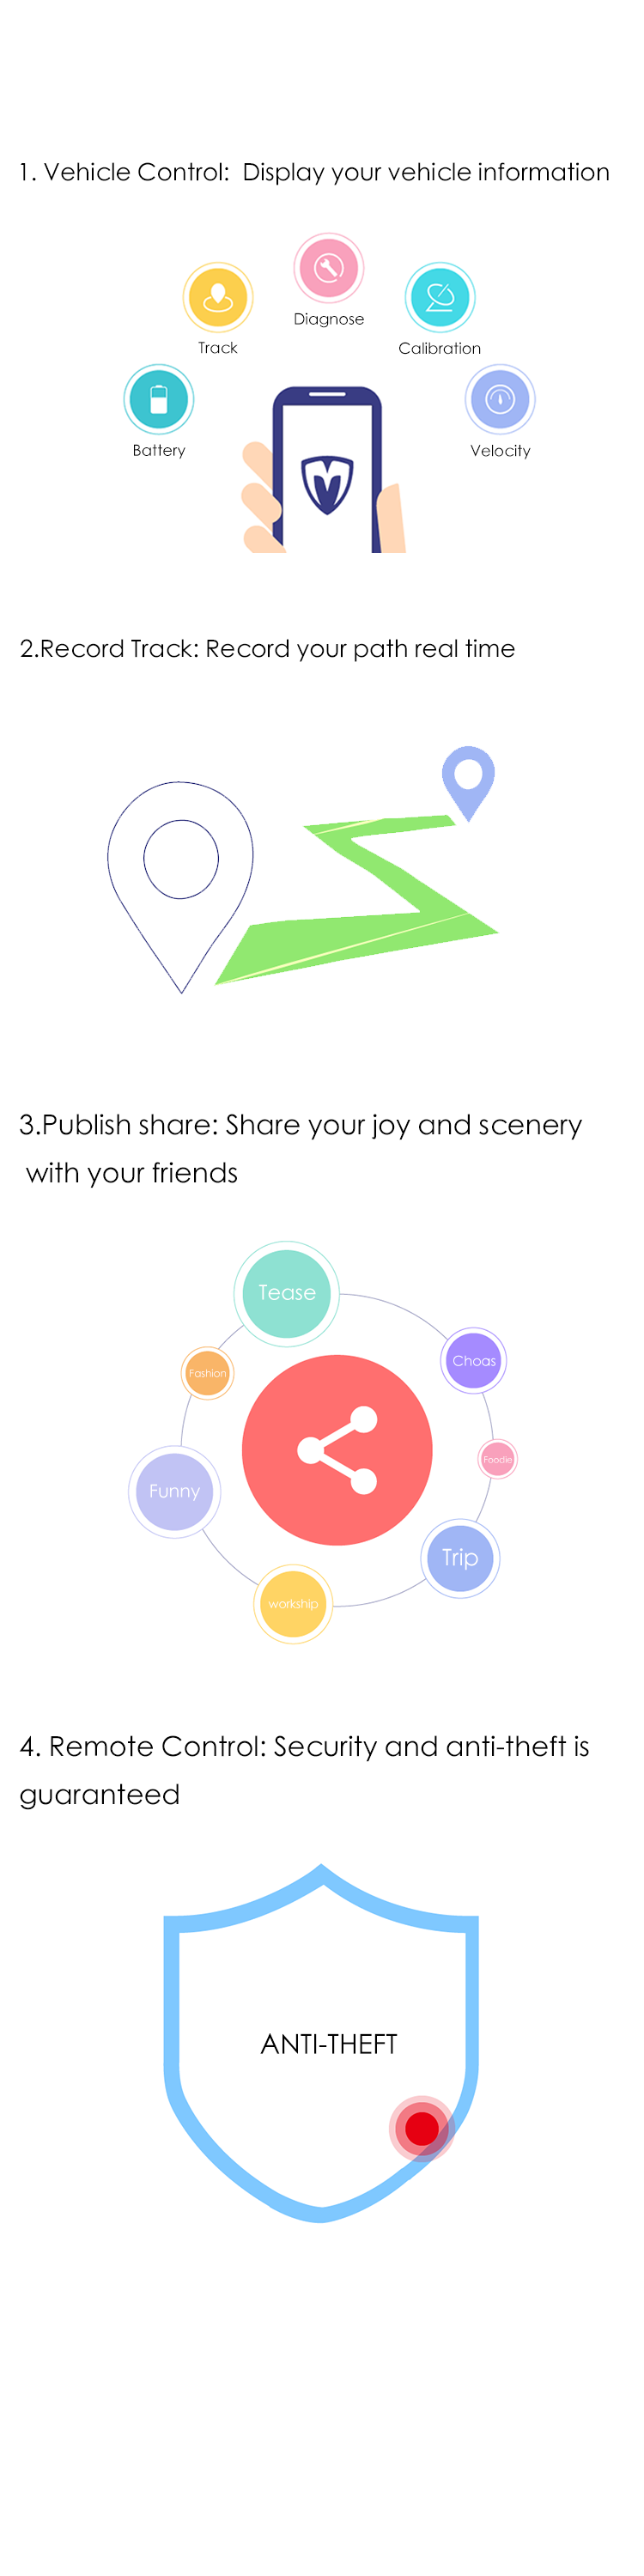 1. Vehicle Control:  Display your vehicle information
Diagnose
Track
Calibration
Battery
Velocity
2.Record Track: Record your path real time
3.Publish share: Share your joy and scenery
with your friends
Tease
Choas
Fashion
Foodie
Funny
Trip
workship
4. Remote Control: Security and anti-theft is
guaranteed
ANTI-THEFT